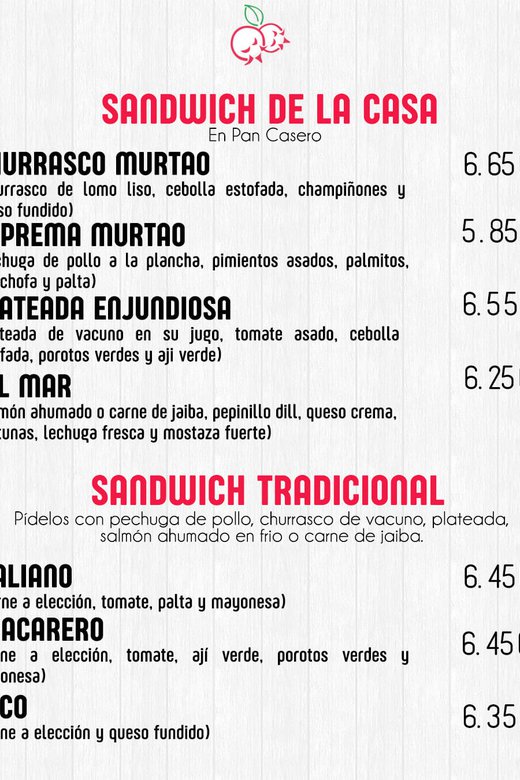 SANDWICH DE LA CASA
En Pan Casero
URRASCO MURTAO 6.65
urrasco de lomo liso, cebolla estofada, champiñones y
so fundido)
PREMA MURTAO 5.85
chuga de pollo a la plancha, pimientos asados, palmitos,
chofa y palta)
ATEADA ENJUNDIOSA 6.55
teada de vacuno en su jugo, tomate asado, cebolla
fada, porotos verdes y aji verde)
L MAR 6.25
món ahumado o carne de jaiba, pepinillo dill, queso crema,
tunas, lechuga fresca y mostaza fuerte)
SANDWICH TRADICIONAL
Pídelos con pechuga de pollo, churrasco de vacuno, plateada,
salmón ahumado en frio o carne de jaiba.
ALIANO 6.45
rne a elección, tomate, palta y mayonesa)
ACARERO 6.45
ne a elección, tomate, ají verde, porotos verdes y
onesa)
CO 6.35
ne a elección y queso fundido)